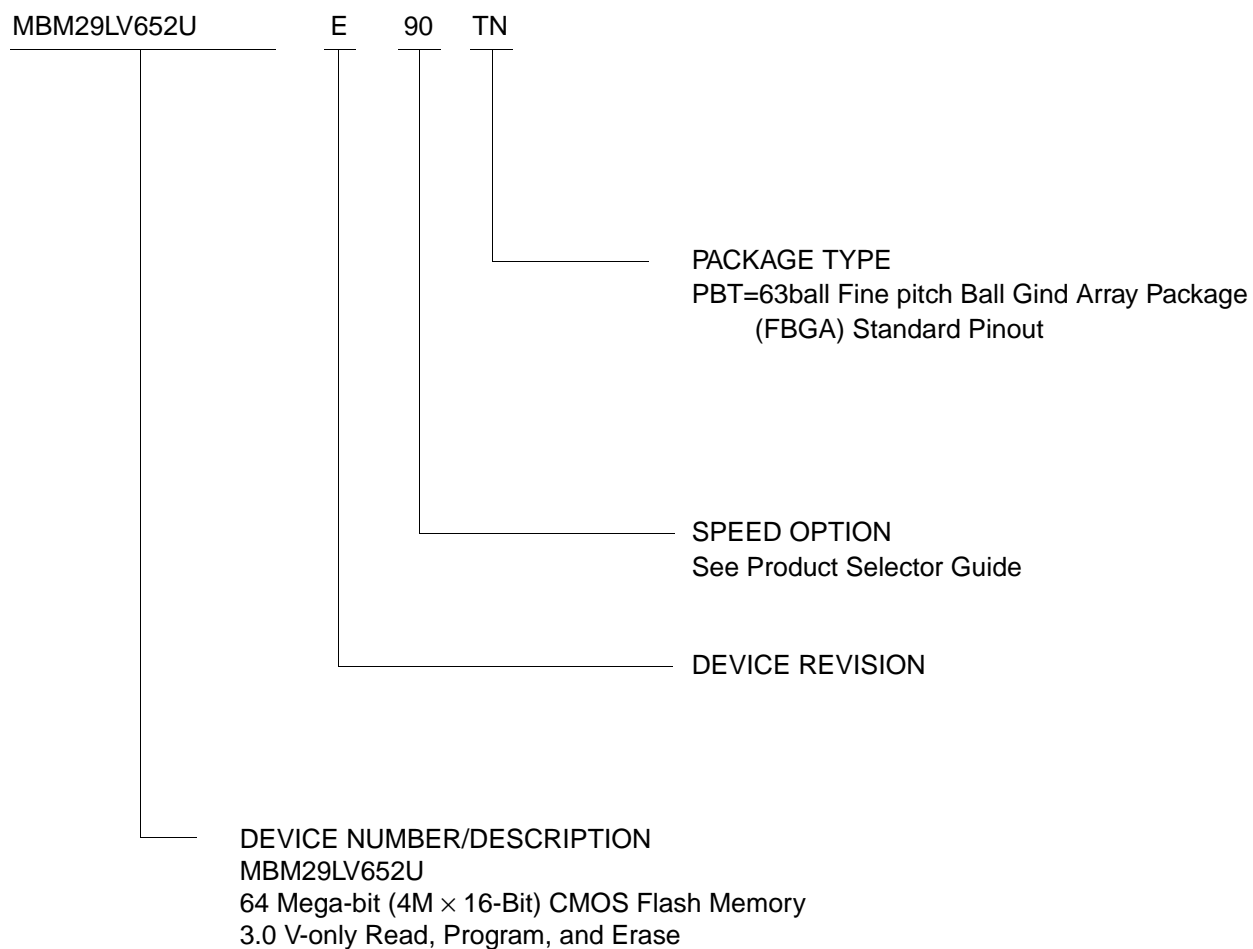 MBM29LV652U E 90 TN
PACKAGE TYPE
PBT=63ball Fine pitch Ball Gind Array Package
(FBGA) Standard Pinout
SPEED OPTION
See Product Selector Guide
DEVICE REVISION
DEVICE NUMBER/DESCRIPTION
MBM29LV652U
64 Mega-bit (4M × 16-Bit) CMOS Flash Memory
3.0 V-only Read, Program, and Erase